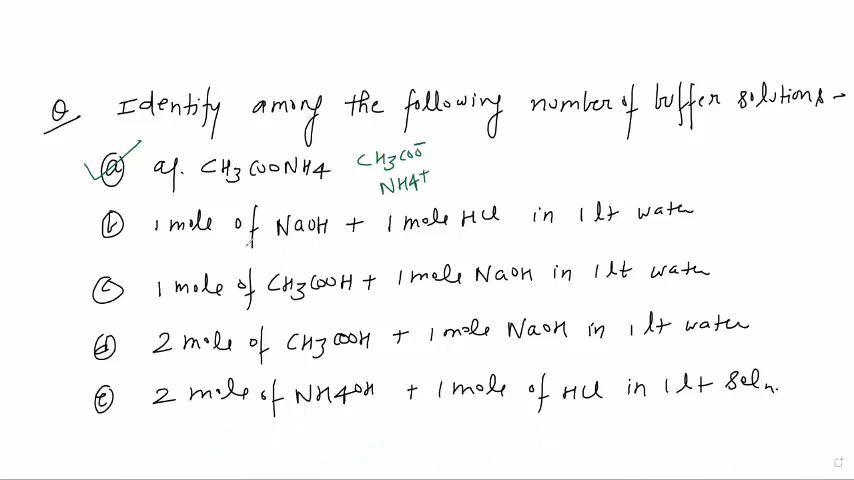 Q Identify among the following number of buffer solutions -
(a) aq. CH3COONH4 CH3COO-
NH4+
(b) 1 mole of NaOH + 1 mole HCl in 1 lt water
(c) 1 mole of CH3COOH + 1 mole NaOH in 1 lt water
(d) 2 mole of CH3COOH + 1 mole NaOH in 1 lt water
(e) 2 mole of NH4OH + 1 mole of HCl in 1 lt soln.